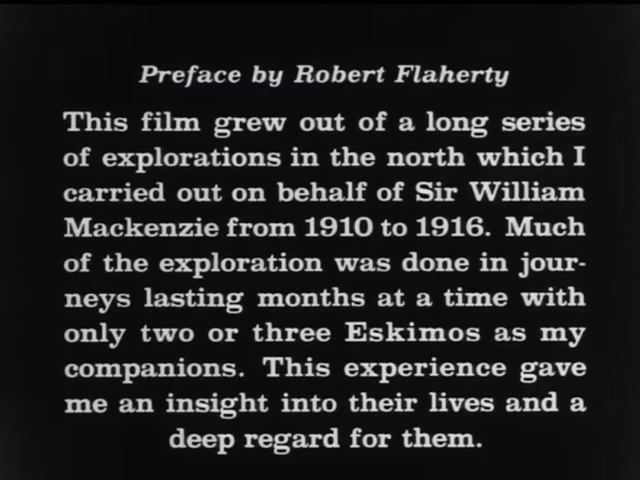 Preface by Robert Flaherty
This film grew out of a long series
of explorations in the north which I
carried out on behalf of Sir William
Mackenzie from 1910 to 1916. Much
of the exploration was done in jour-
neys lasting months at a time with
only two or three Eskimos as my
companions. This experience gave
me an insight into their lives and a
deep regard for them.